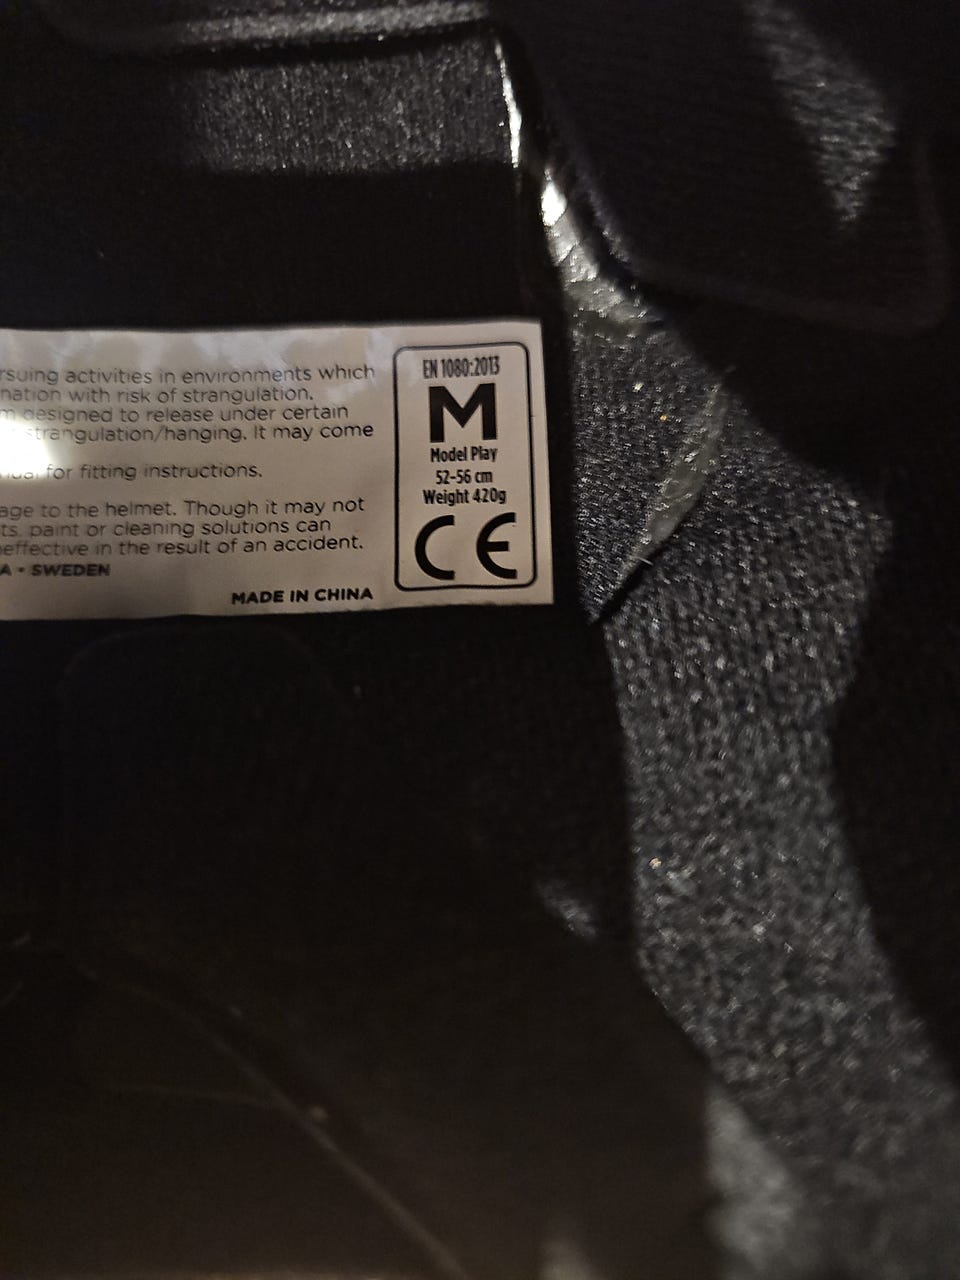 rsuing activities in environments which
nation with risk of strangulation.
m designed to release under certain
strangulation/hanging. It may come
for fitting instructions.
age to the helmet. Though it may not
ts, paint or cleaning solutions can
effective in the result of an accident.
A • SWEDEN
MADE IN CHINA
EN 1080:2013
M
Model Play
52-56 cm
Weight 420g
CE